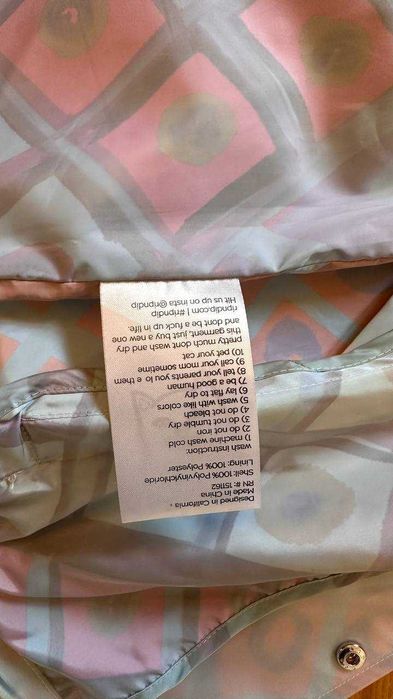 Designed in California ,
Made in China
RN #: 151162
Shell: 100% Polyvinylchloride
Lining: 100% Polyester
wash instruction:
1) machine wash cold
2) do not iron
3) do not tumble dry
4) do not bleach
5) wash with like colors
6) lay flat to dry
7) be a good human
8) tell your parents you lo e them
9) call your mom sometime
10) pet your cat
pretty much dont wash and dry
this garment, just buy a new one
and dont be a fuck up in life.
ripndip.com | #ripndip
Hit us up on insta @ripndip